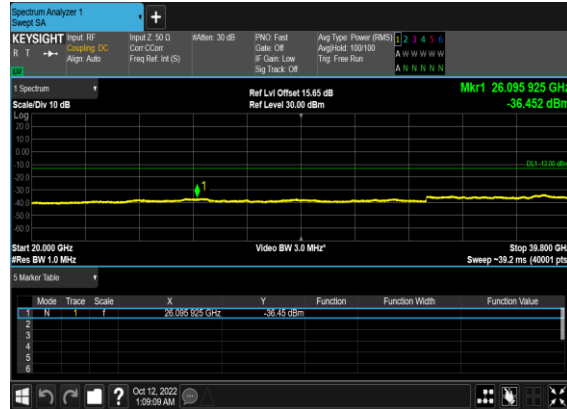 Spectrum Analyzer 1
Swept SA
KEYSIGHT
R T
Input: RF
Coupling: DC
Align: Auto
Input Z: 50 Ω
Corr CCorr
Freq Ref: Int (S)
#Atten: 30 dB
PNO: Fast
Gate: Off
IF Gain: Low
Sig Track: Off
Avg Type: Power (RMS)
Avg|Hold: 100/100
Trig: Free Run
1 2 3 4 5 6
A W W W W W
A N N N N N
1 Spectrum
Scale/Div 10 dB
Ref Lvl Offset 15.65 dB
Ref Level 30.00 dBm
Mkr1 26.095 925 GHz
-36.452 dBm
Log
20.0
10.0
0.00
-10.0
-20.0
-30.0
-40.0
-50.0
-60.0
DL1 -13.00 dBm
1
Start 20.000 GHz
#Res BW 1.0 MHz
Video BW 3.0 MHz*
Stop 39.800 GHz
Sweep ~39.2 ms (40001 pts)
5 Marker Table
Mode Trace Scale X Y Function Function Width Function Value
1 N 1 f 26.095 925 GHz -36.45 dBm
2
3
4
5
6
?
Oct 12, 2022
1:09:09 AM